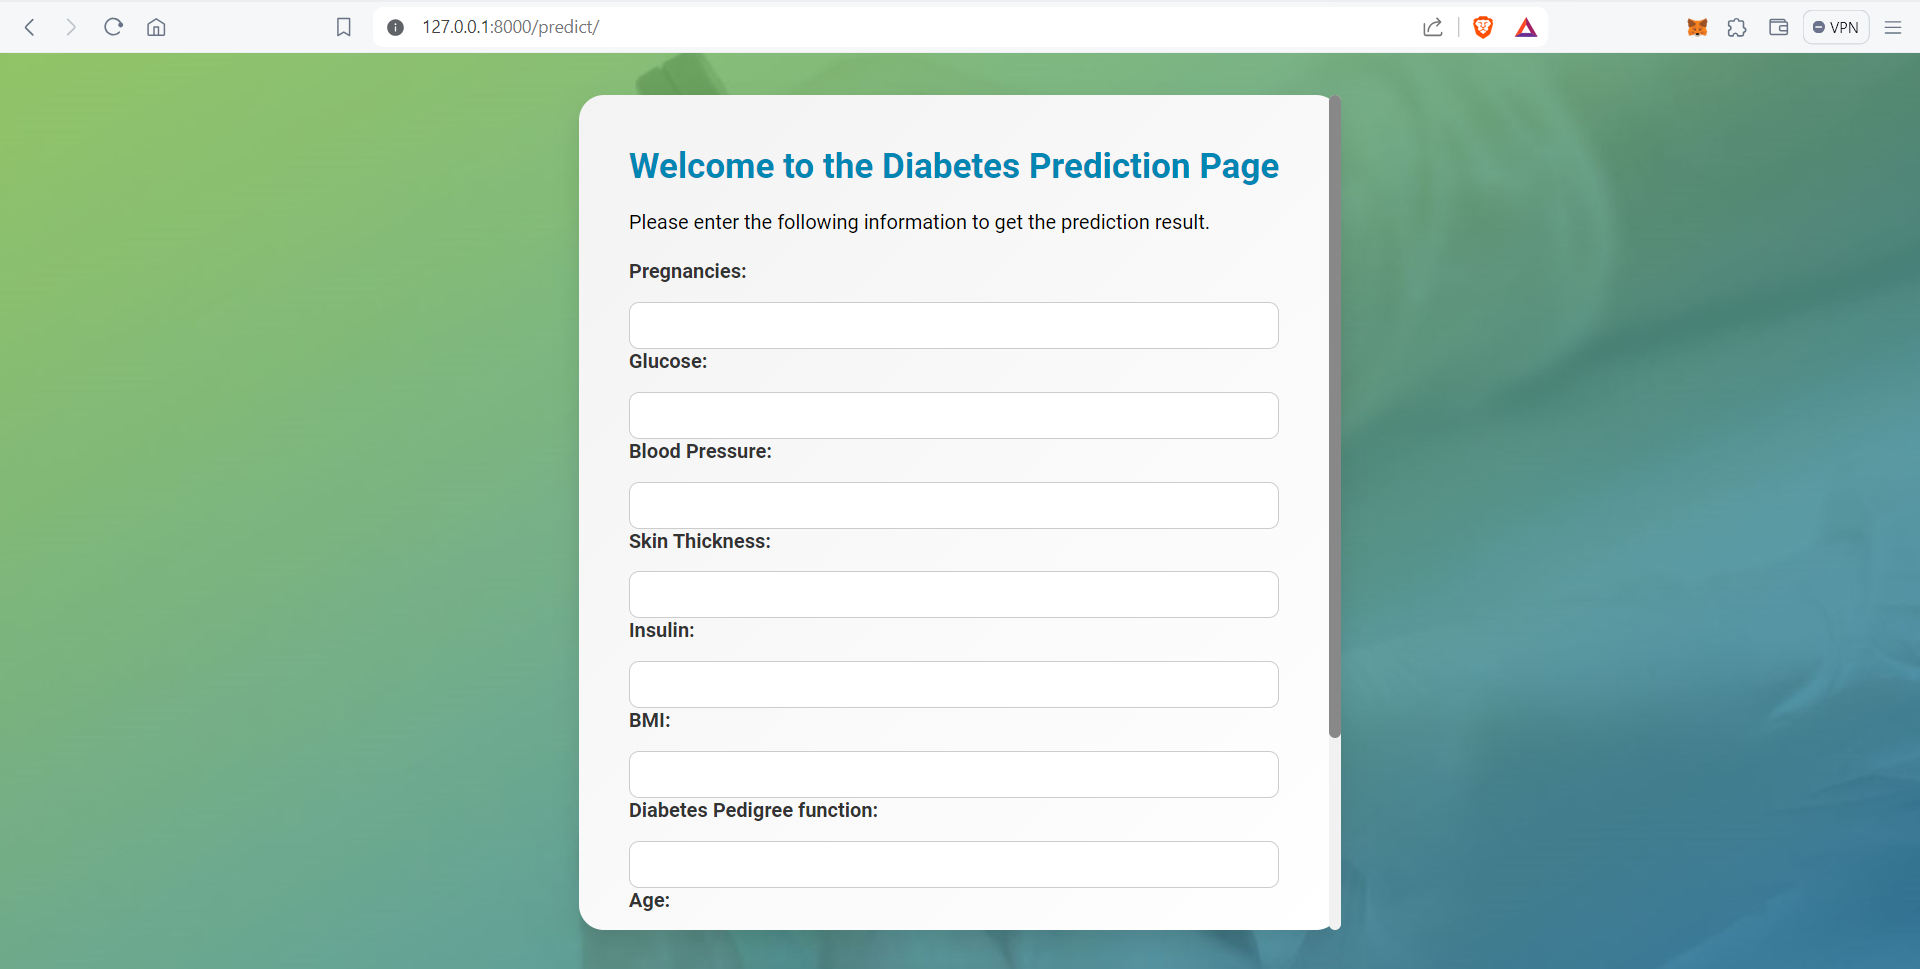 127.0.0.1:8000/predict/
VPN
Welcome to the Diabetes Prediction Page
Please enter the following information to get the prediction result.
Pregnancies:
Glucose:
Blood Pressure:
Skin Thickness:
Insulin:
BMI:
Diabetes Pedigree function:
Age: